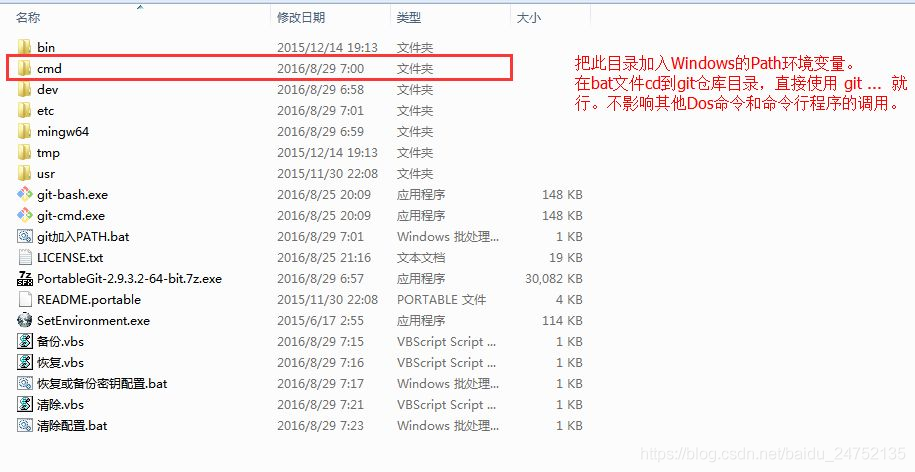 名称 修改日期 类型 大小
bin 2015/12/14 19:13 文件夹
cmd 2016/8/29 7:00 文件夹
dev 2016/8/29 6:58 文件夹
etc 2016/8/29 7:01 文件夹
mingw64 2016/8/29 6:59 文件夹
tmp 2015/12/14 19:13 文件夹
usr 2015/11/30 22:08 文件夹
git-bash.exe 2016/8/25 20:09 应用程序 148 KB
git-cmd.exe 2016/8/25 20:09 应用程序 148 KB
git加入PATH.bat 2016/8/29 7:01 Windows 批处理... 1 KB
LICENSE.txt 2016/8/25 21:16 文本文档 19 KB
PortableGit-2.9.3.2-64-bit.7z.exe 2016/8/29 6:57 应用程序 30,082 KB
README.portable 2015/11/30 22:08 PORTABLE 文件 4 KB
SetEnvironment.exe 2015/6/17 2:55 应用程序 114 KB
备份.vbs 2016/8/29 7:15 VBScript Script ... 1 KB
恢复.vbs 2016/8/29 7:16 VBScript Script ... 1 KB
恢复或备份密钥配置.bat 2016/8/29 7:17 Windows 批处理... 1 KB
清除.vbs 2016/8/29 7:21 VBScript Script ... 1 KB
清除配置.bat 2016/8/29 7:23 Windows 批处理... 1 KB
把此目录加入Windows的Path环境变量。
在bat文件cd到git仓库目录，直接使用 git ... 就
行。不影响其他Dos命令和命令行程序的调用。
7z
SFX
https://blog.csdn.net/baidu_24752135